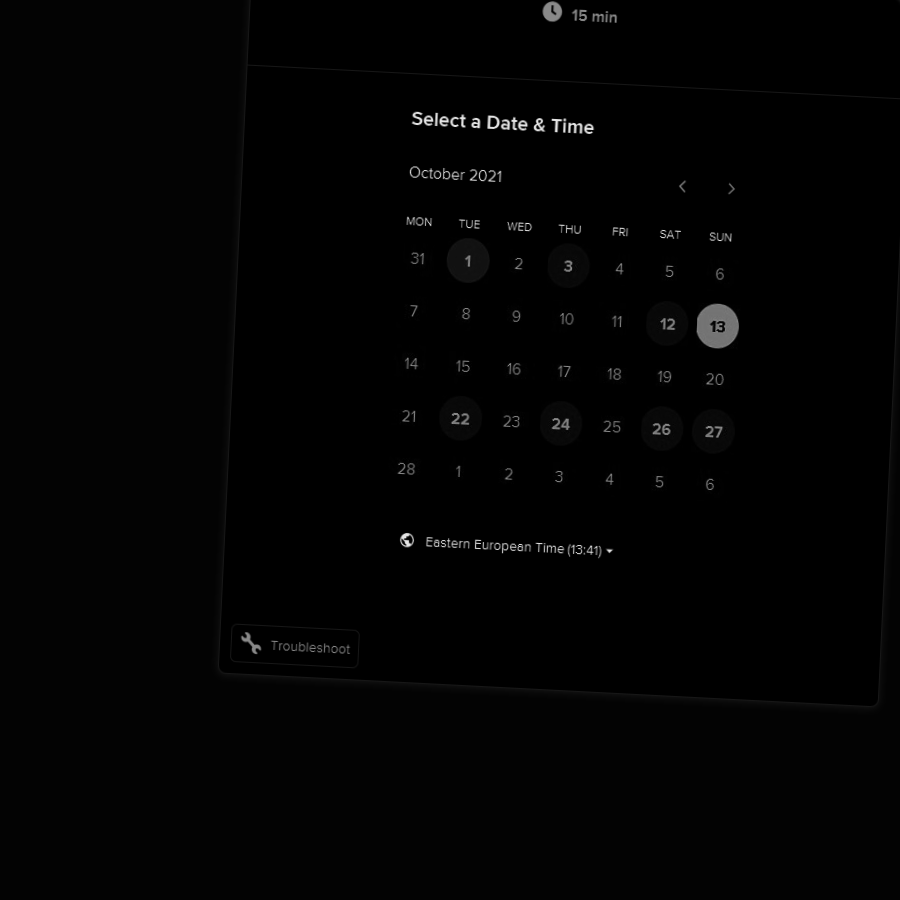 15 min
Select a Date & Time
October 2021
MON TUE WED THU FRI SAT SUN
31 1 2 3 4 5 6
7 8 9 10 11 12 13
14 15 16 17 18 19 20
21 22 23 24 25 26 27
28 1 2 3 4 5 6
Eastern European Time (13:41)
Troubleshoot